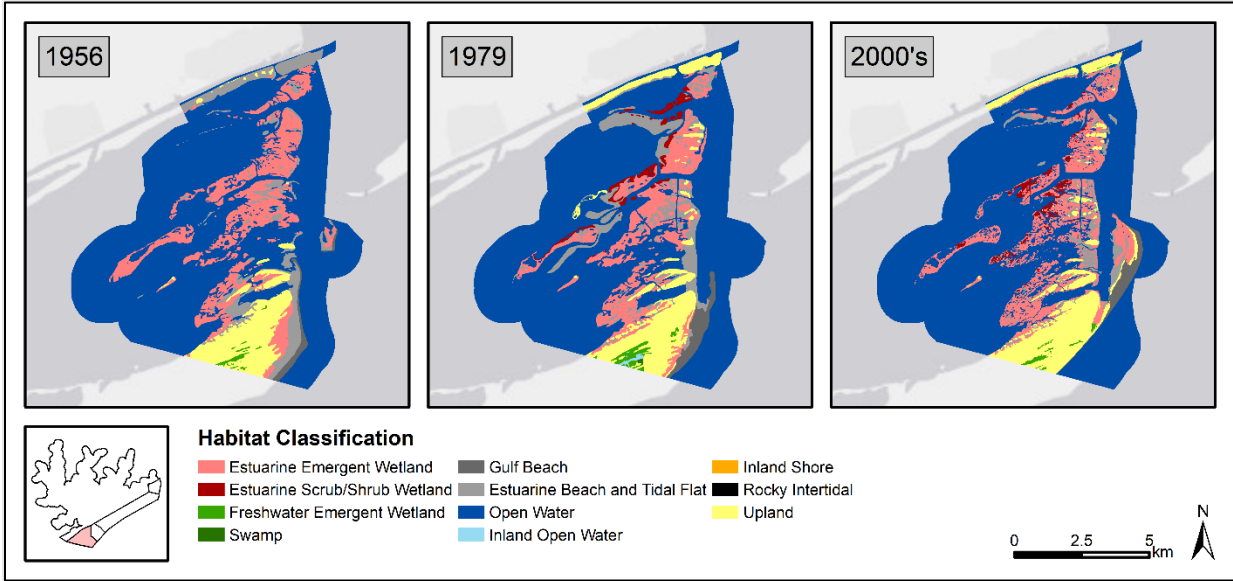 1956
1979
2000's
Habitat Classification
Estuarine Emergent Wetland
Estuarine Scrub/Shrub Wetland
Freshwater Emergent Wetland
Swamp
Gulf Beach
Estuarine Beach and Tidal Flat
Open Water
Inland Open Water
Inland Shore
Rocky Intertidal
Upland
0 2.5 5
km
N